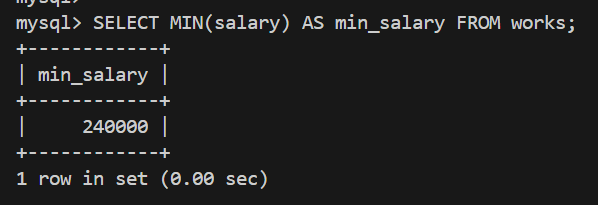 mysql>
mysql> SELECT MIN(salary) AS min_salary FROM works;
+------------+
| min_salary |
+------------+
|     240000 |
+------------+
1 row in set (0.00 sec)